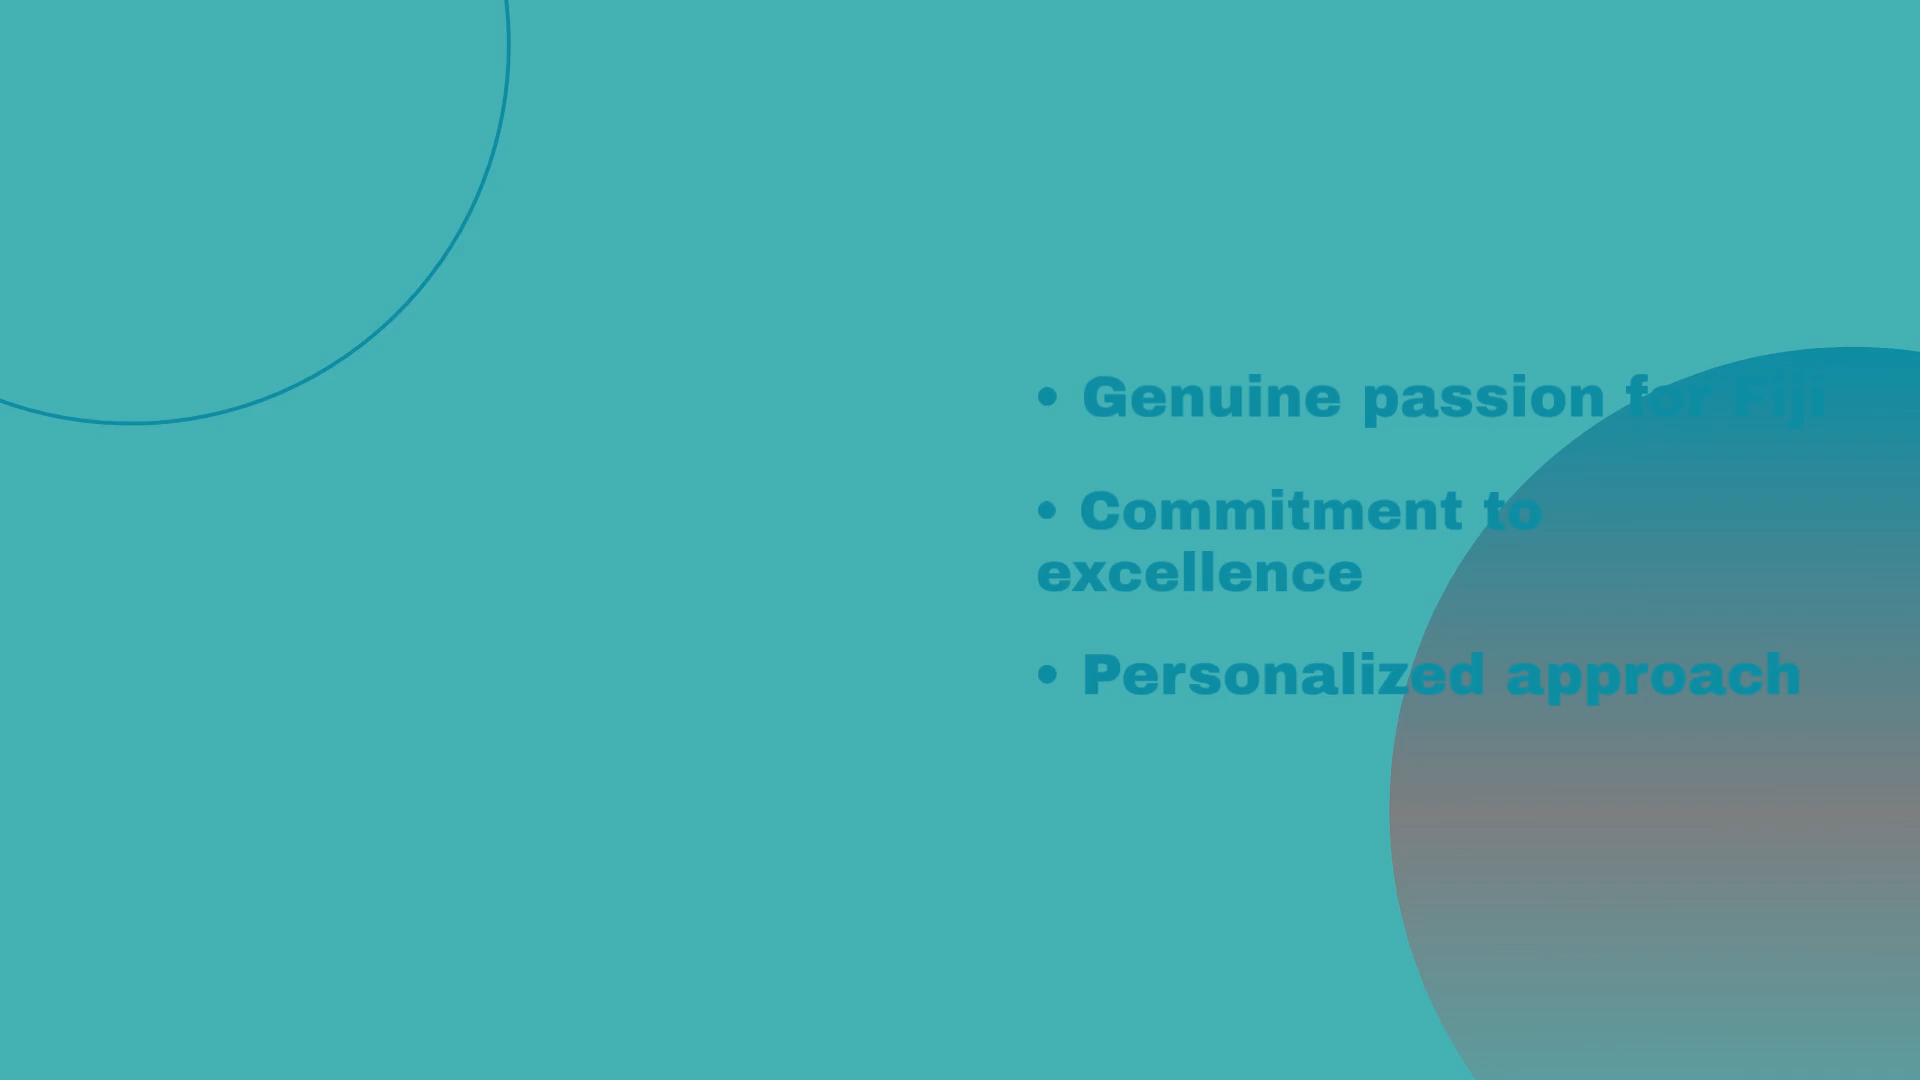 • Genuine passion for Fiji
• Commitment to
excellence
• Personalized approach